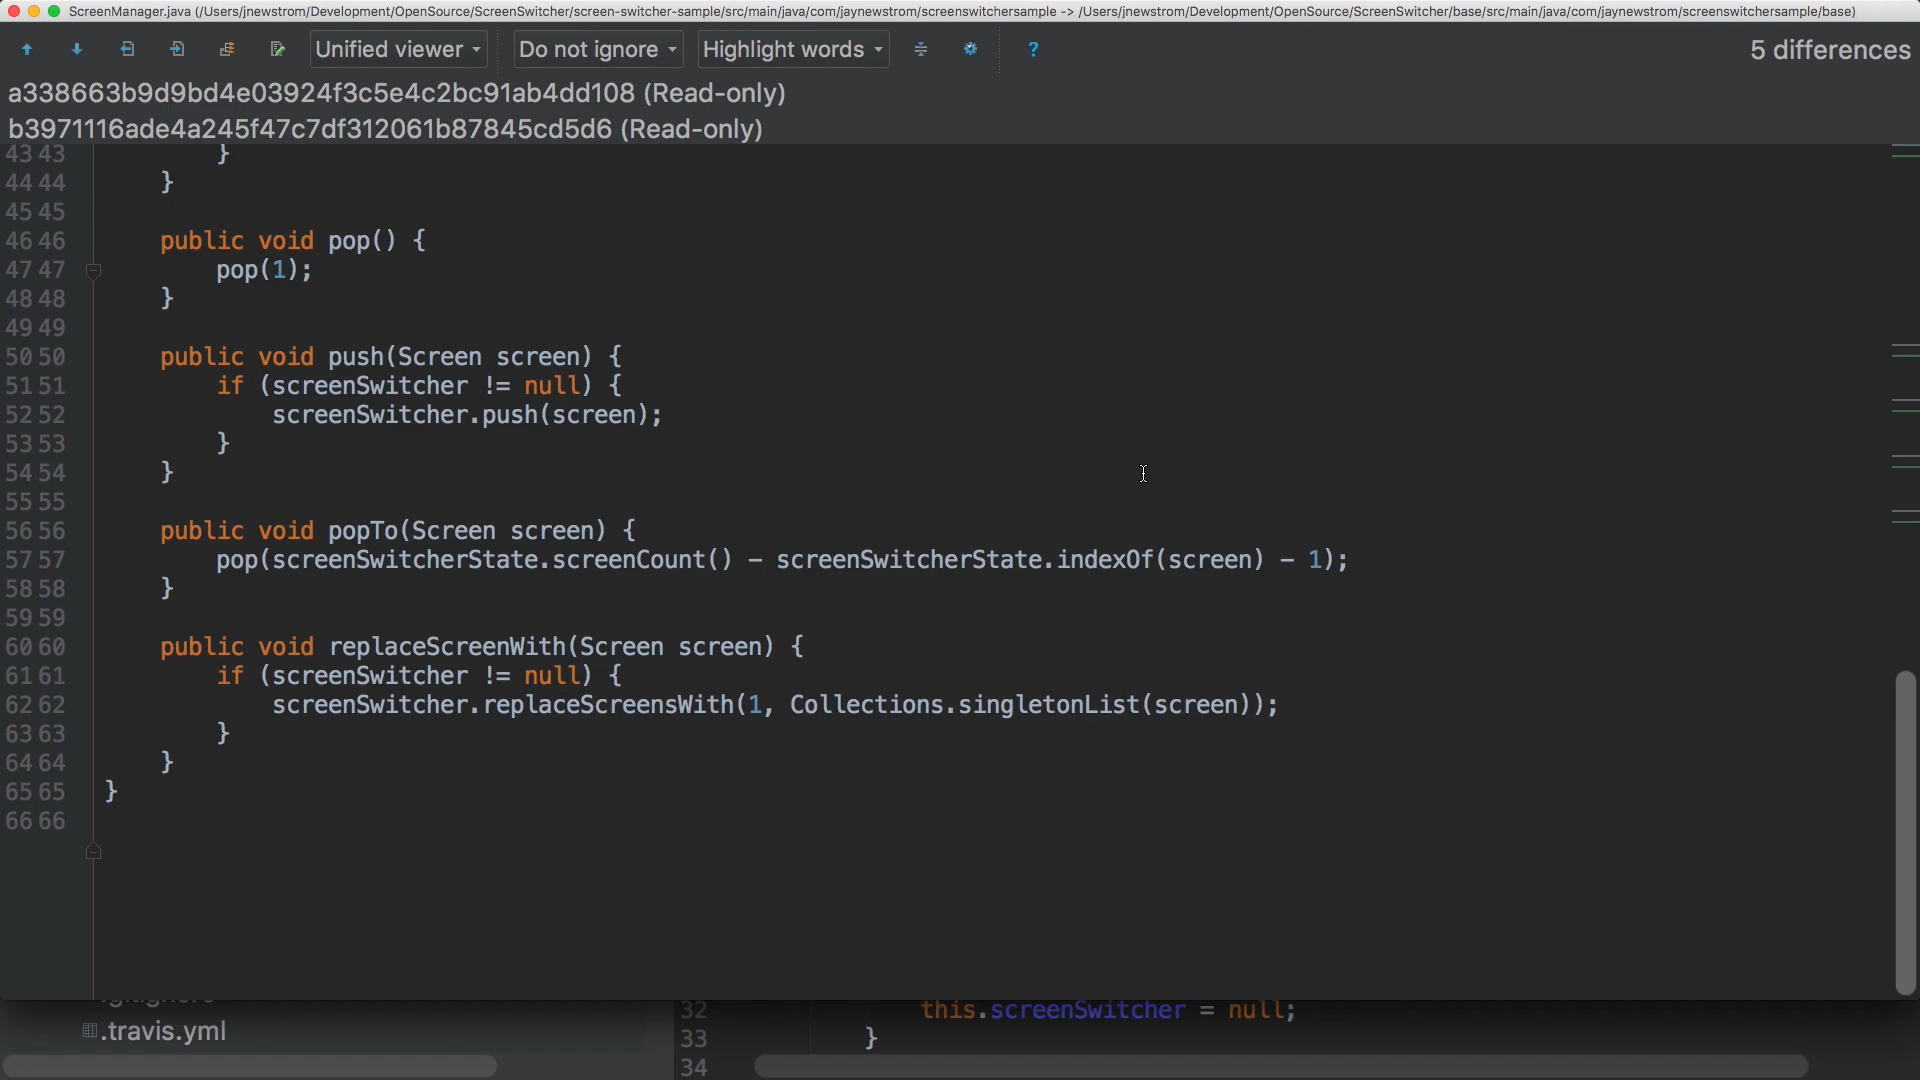 ScreenManager.java (/Users/jnewstrom/Development/OpenSource/ScreenSwitcher/screen-switcher-sample/src/main/java/com/jaynewstrom/screenswitchersample -> /Users/jnewstrom/Development/OpenSource/ScreenSwitcher/base/src/main/java/com/jaynewstrom/screenswitchersample/base)
Unified viewer Do not ignore Highlight words ? 5 differences
a338663b9d9bd4e03924f3c5e4c2bc91ab4dd108 (Read-only)
b3971116ade4a245f47c7df312061b87845cd5d6 (Read-only)
43 43 }
44 44 }
45 45
46 46 public void pop() {
47 47 pop(1);
48 48 }
49 49
50 50 public void push(Screen screen) {
51 51 if (screenSwitcher != null) {
52 52 screenSwitcher.push(screen);
53 53 }
54 54 }
55 55
56 56 public void popTo(Screen screen) {
57 57 pop(screenSwitcherState.screenCount() - screenSwitcherState.indexOf(screen) - 1);
58 58 }
59 59
60 60 public void replaceScreenWith(Screen screen) {
61 61 if (screenSwitcher != null) {
62 62 screenSwitcher.replaceScreensWith(1, Collections.singletonList(screen));
63 63 }
64 64 }
65 65 }
66 66
32 this.screenSwitcher = null;
.travis.yml
33 }
34